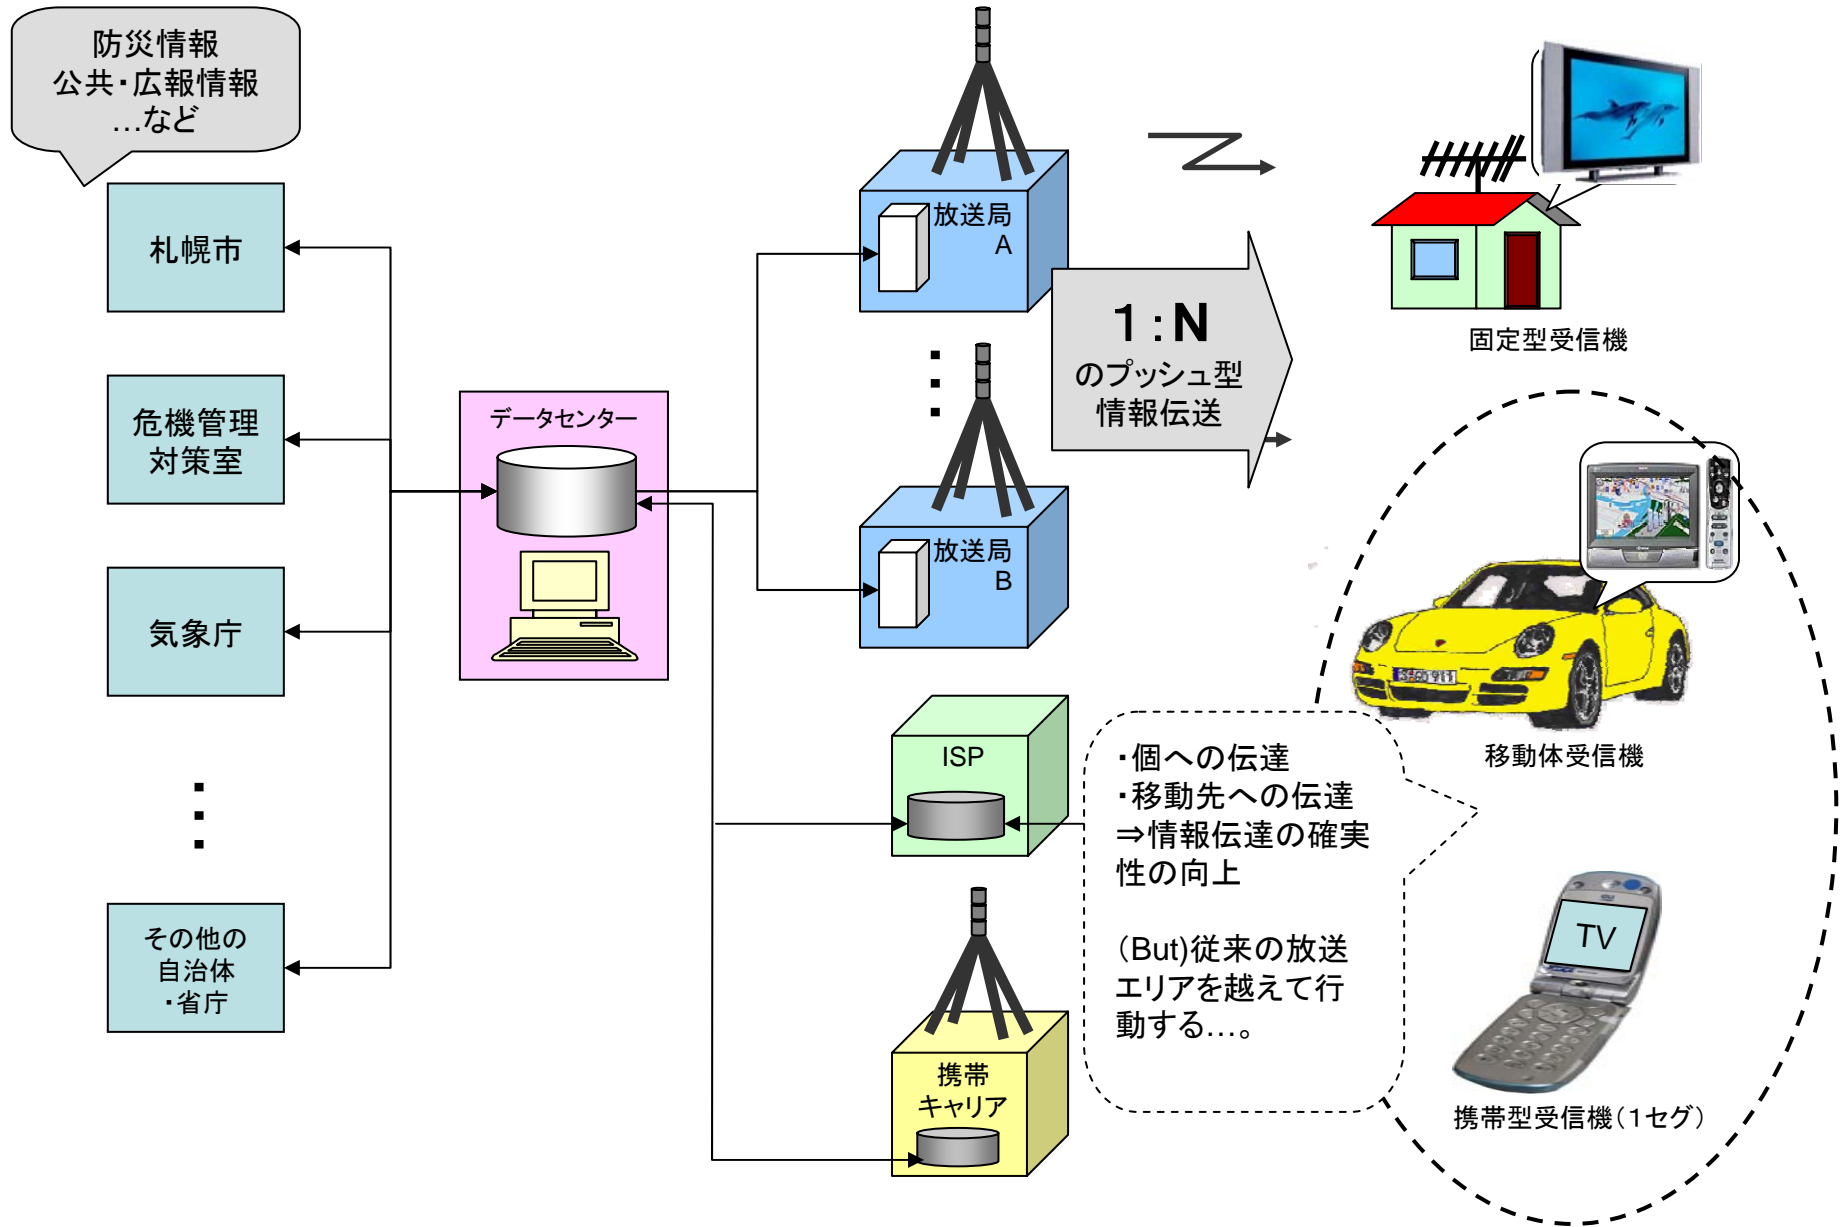 防災情報
公共・広報情報
…など
札幌市
危機管理
対策室
気象庁
その他の
自治体
・省庁
データセンター
放送局
A
放送局
B
ISP
携帯
キャリア
1:N
のプッシュ型
情報伝送
固定型受信機
移動体受信機
・個への伝達
・移動先への伝達
⇒情報伝達の確実
性の向上
(But)従来の放送
エリアを越えて行
動する…。
TV
携帯型受信機(1セグ)